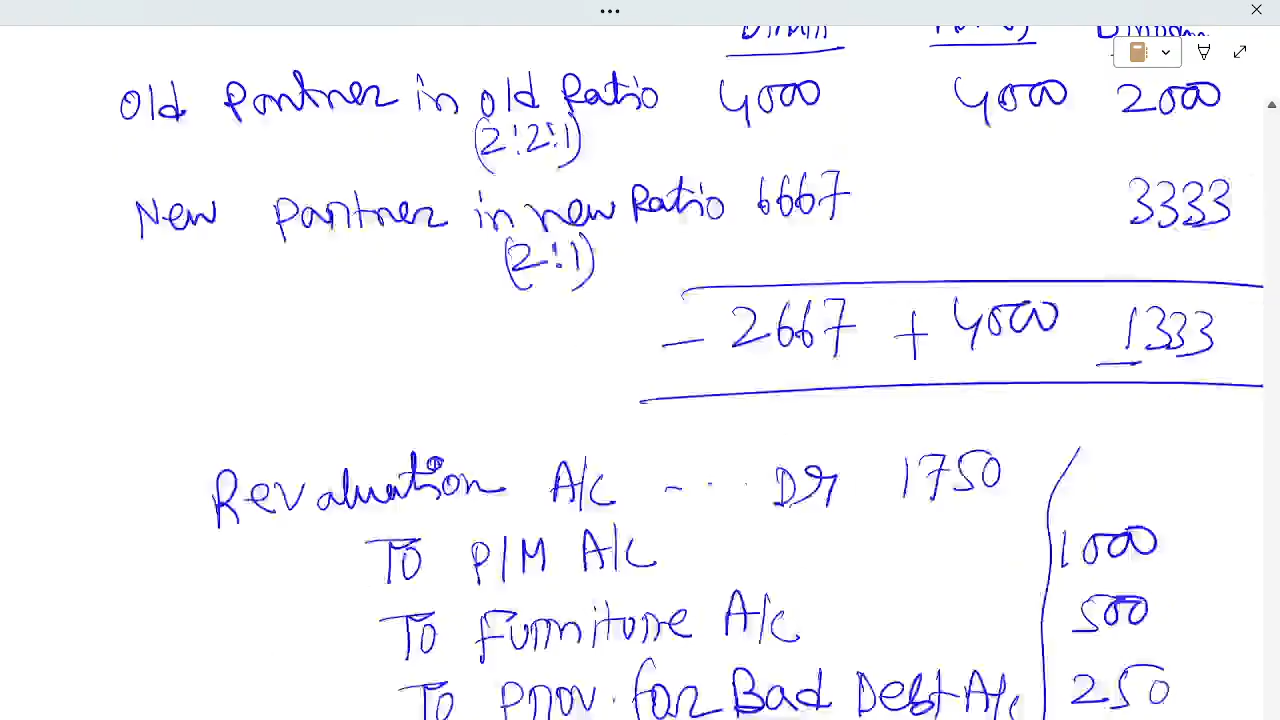 Old Partner in old Ratio 4000 4000 2000
(2:2:1)
New partner in new Ratio 6667 3333
(2:1)
- 2667 + 4000 - 1333
Revaluation A/c - - - Dr 1750
To P/M A/c 1000
To Furniture A/c 500
To Prov. for Bad Debt A/c 250